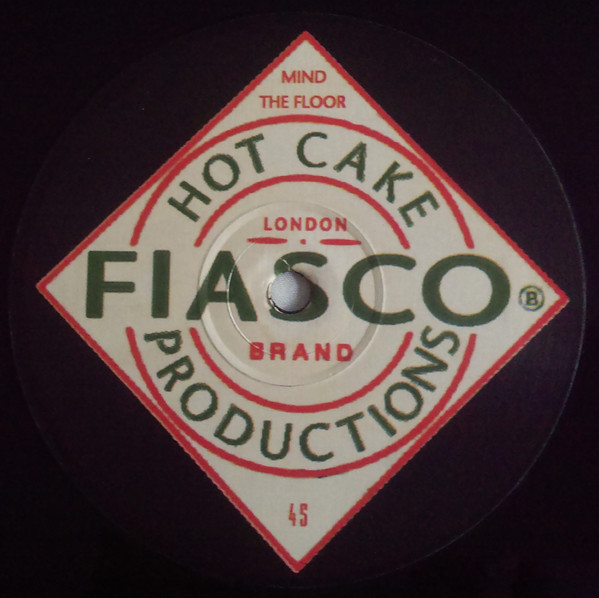 MIND
THE FLOOR
HOT CAKE
LONDON
FIASCO ®
BRAND
PRODUCTIONS
45